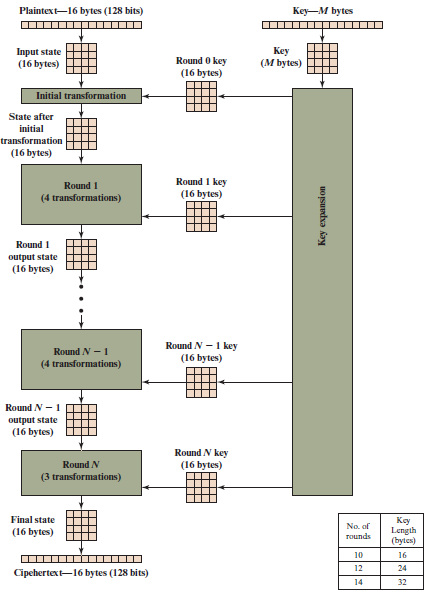 Plaintext—16 bytes (128 bits)
Key—M bytes
Input state
(16 bytes)
Key
(M bytes)
Round 0 key
(16 bytes)
Initial transformation
State after
initial
transformation
(16 bytes)
Round 1
(4 transformations)
Round 1 key
(16 bytes)
Key expansion
Round 1
output state
(16 bytes)
Round N − 1
(4 transformations)
Round N − 1 key
(16 bytes)
Round N − 1
output state
(16 bytes)
Round N
(3 transformations)
Round N key
(16 bytes)
Final state
(16 bytes)
Cipehertext—16 bytes (128 bits)
No. of
rounds
Key
Length
(bytes)
10 16
12 24
14 32